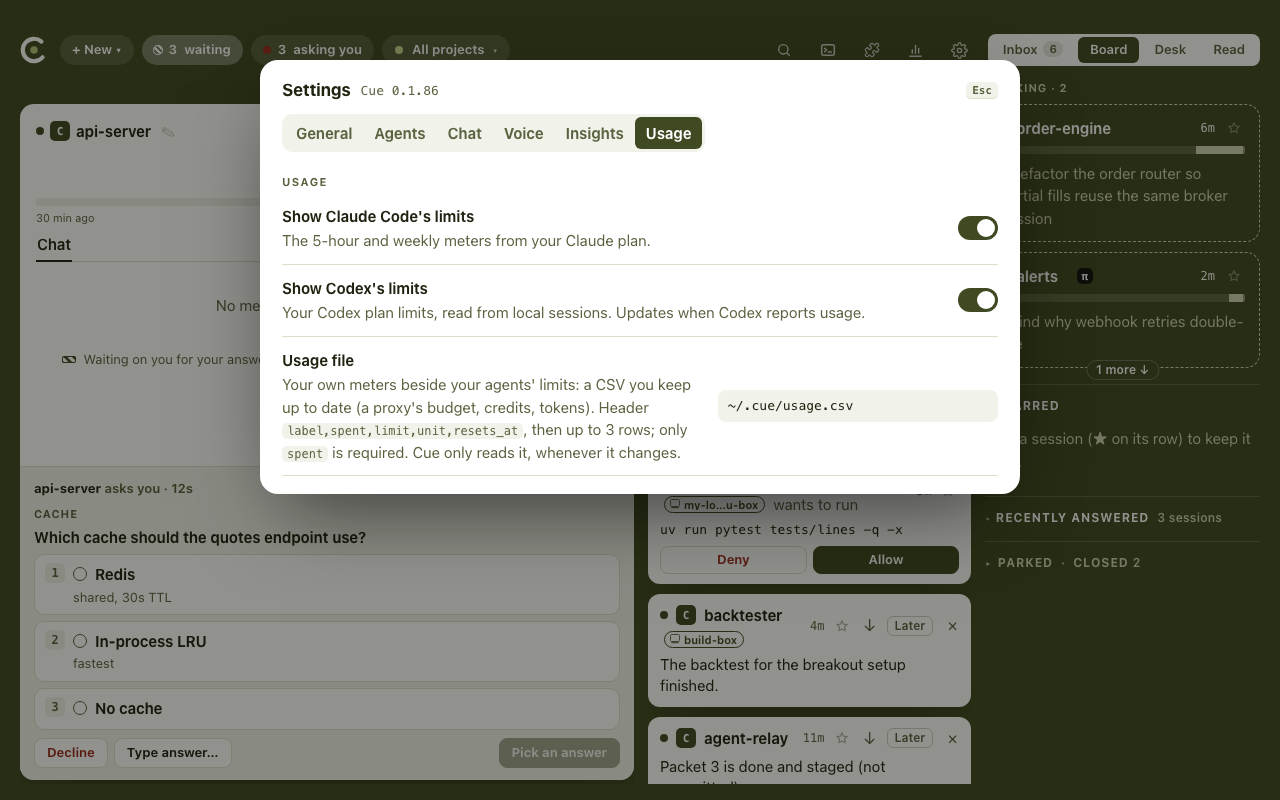 + New ▾
3 waiting
3 asking you
All projects ▾
Inbox 6
Board
Desk
Read
Settings Cue 0.1.86
Esc
General
Agents
Chat
Voice
Insights
Usage
USAGE
Show Claude Code's limits
The 5-hour and weekly meters from your Claude plan.
Show Codex's limits
Your Codex plan limits, read from local sessions. Updates when Codex reports usage.
Usage file
Your own meters beside your agents' limits: a CSV you keep
up to date (a proxy's budget, credits, tokens). Header
label,spent,limit,unit,resets_at, then up to 3 rows; only
spent is required. Cue only reads it, whenever it changes.
~/.cue/usage.csv
C api-server
30 min ago
Chat
No me
Waiting on you for your answ
api-server asks you · 12s
CACHE
Which cache should the quotes endpoint use?
1 Redis
shared, 30s TTL
2 In-process LRU
fastest
3 No cache
Decline
Type answer...
Pick an answer
my-lo...u-box wants to run
uv run pytest tests/lines -q -x
Deny
Allow
C backtester
4m
Later
build-box
The backtest for the breakout setup
finished.
C agent-relay
11m
Later
Packet 3 is done and staged (not
KING · 2
order-engine
6m
efactor the order router so
rtial fills reuse the same broker
ssion
alerts
π
2m
ind why webhook retries double-
1 more ↓
RRED
a session (★ on its row) to keep it
RECENTLY ANSWERED 3 sessions
PARKED · CLOSED 2